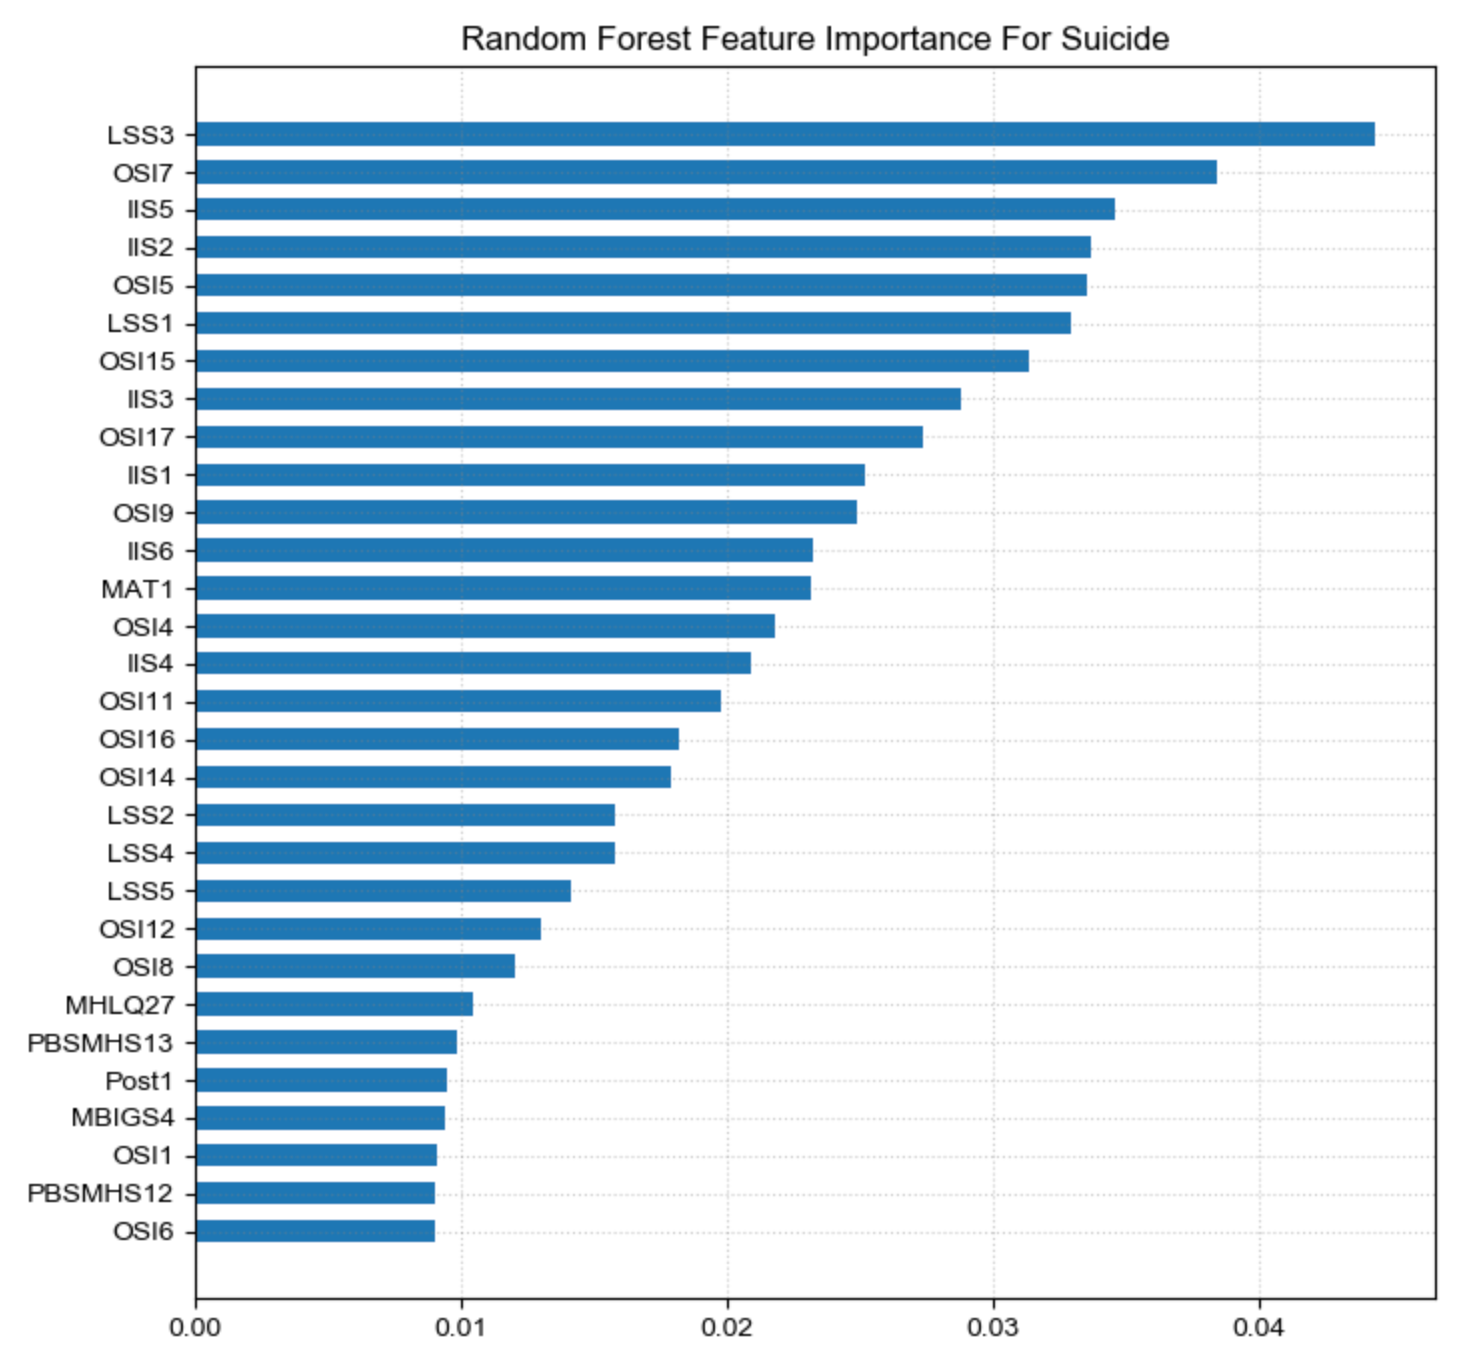 Random Forest Feature Importance For Suicide
LSS3
OSI7
IIS5
IIS2
OSI5
LSS1
OSI15
IIS3
OSI17
IIS1
OSI9
IIS6
MAT1
OSI4
IIS4
OSI11
OSI16
OSI14
LSS2
LSS4
LSS5
OSI12
OSI8
MHLQ27
PBSMHS13
Post1
MBIGS4
OSI1
PBSMHS12
OSI6
0.00 0.01 0.02 0.03 0.04